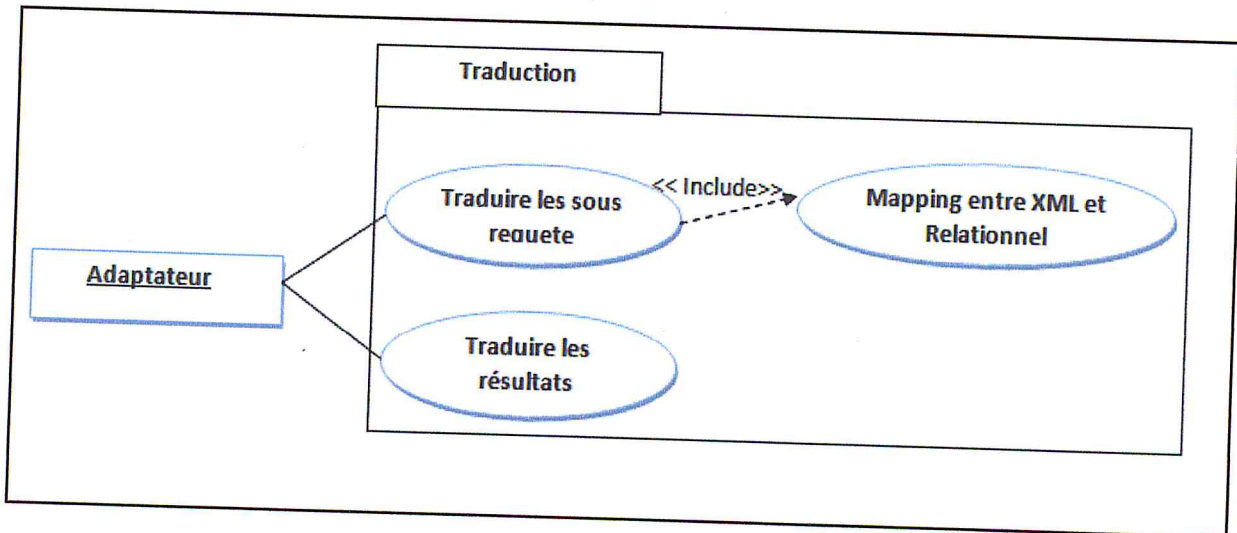 Traduction
Traduire les sous
requete
<< Include>>
Mapping entre XML et
Relationnel
Adaptateur
Traduire les
résultats